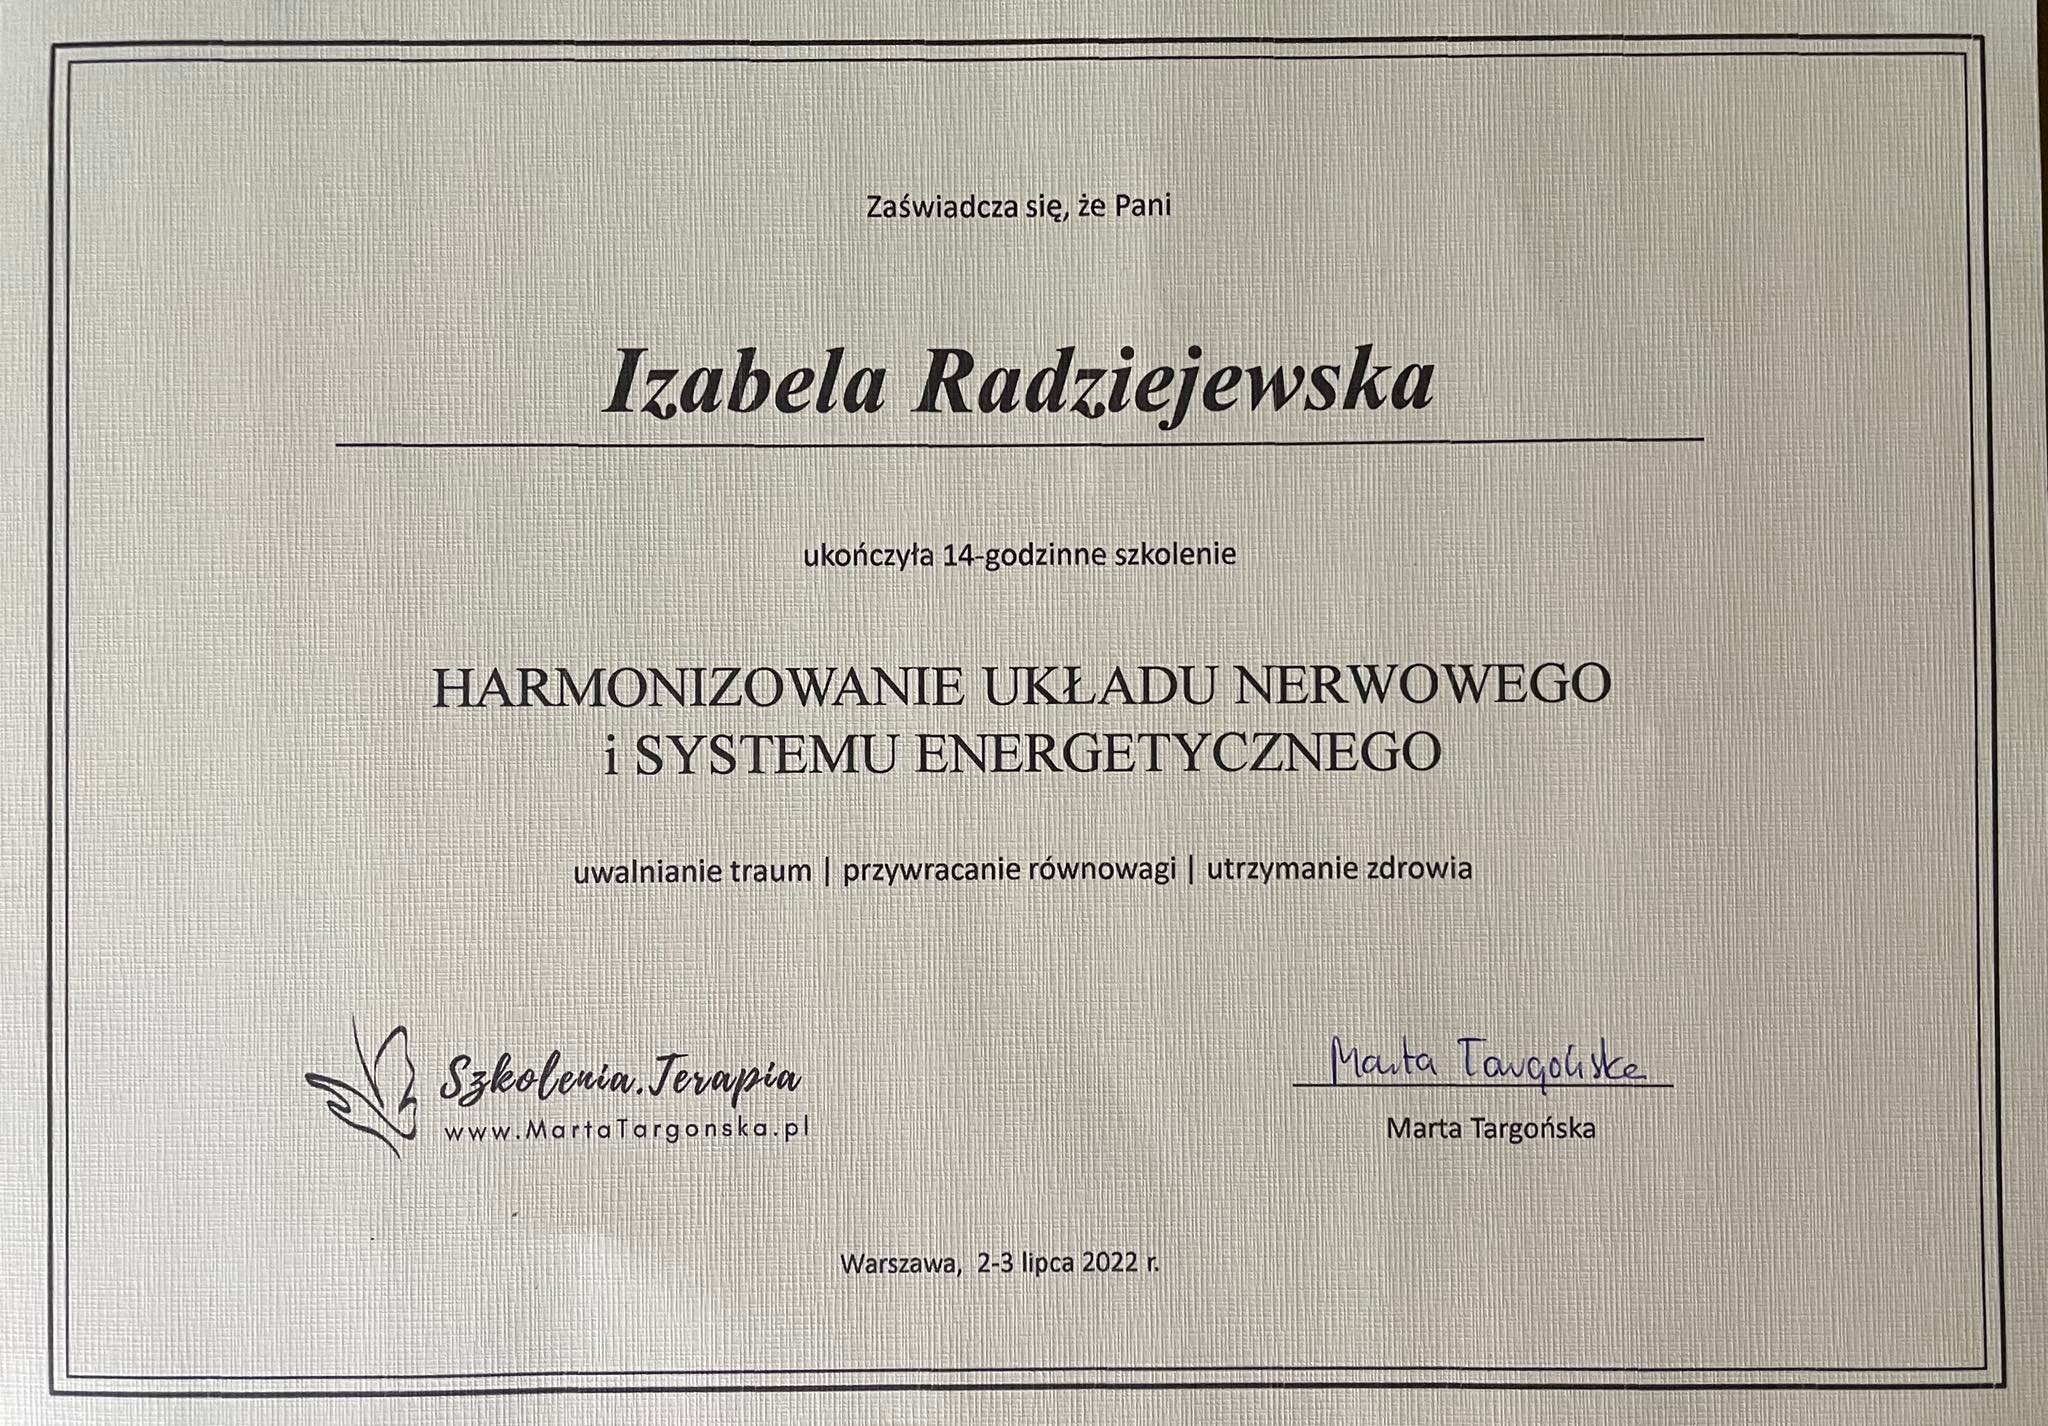 Zaświadcza się, że Pani
Izabela Radziejewska
ukończyła 14-godzinne szkolenie
HARMONIZOWANIE UKŁADU NERWOWEGO
i SYSTEMU ENERGETYCZNEGO
uwalnianie traum | przywracanie równowagi | utrzymanie zdrowia
Szkolenia.Terapia
www.MartaTargonska.pl
Marta Targońska
Marta Targońska
Warszawa, 2-3 lipca 2022 r.